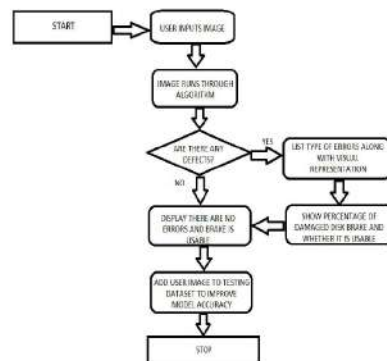 START
USER INPUTS IMAGE
IMAGE RUNS THROUGH
ALGORITHM
ARE THERE ANY
DEFECTS?
YES
LIST TYPE OF ERRORS ALONG
WITH VISUAL
REPRESENTATION
NO
DISPLAY THERE ARE NO
ERRORS AND BRAKE IS
USABLE
SHOW PERCENTAGE OF
DAMAGED DISK BRAKE AND
WHETHER IT IS USABLE
ADD USER IMAGE TO TESTING
DATASET TO IMPROVE
MODEL ACCURACY
STOP